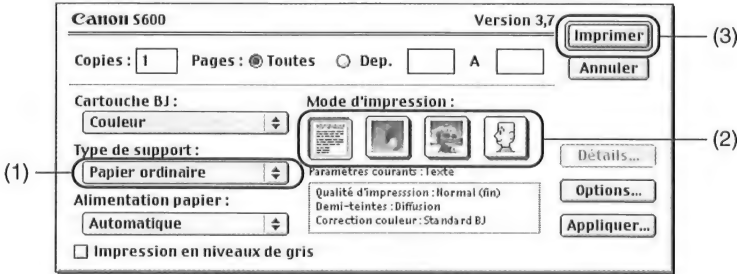 Canon S600 Version 3,7
Imprimer (3)
Copies : 1 Pages : Toutes Dep. A
Annuler
Cartouche BJ : Mode d'impression :
Couleur
(2)
Type de support :
Détails...
(1) Papier ordinaire Paramètres courants : Texte
Qualité d'impresssion : Normal (fin)
Options...
Alimentation papier : Demi-teintes : Diffusion
Automatique Correction couleur : Standard BJ
Appliquer...
Impression en niveaux de gris